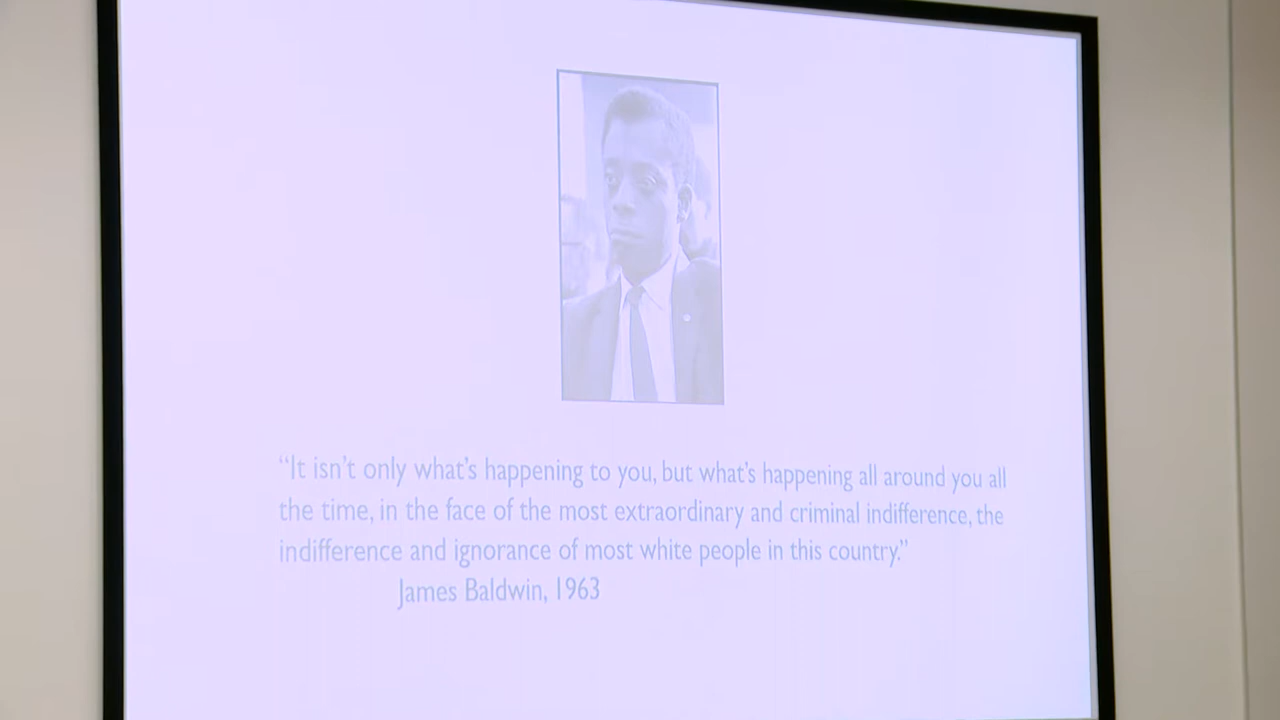 “It isn’t only what’s happening to you, but what’s happening all around you all
the time, in the face of the most extraordinary and criminal indifference, the
indifference and ignorance of most white people in this country.”
James Baldwin, 1963